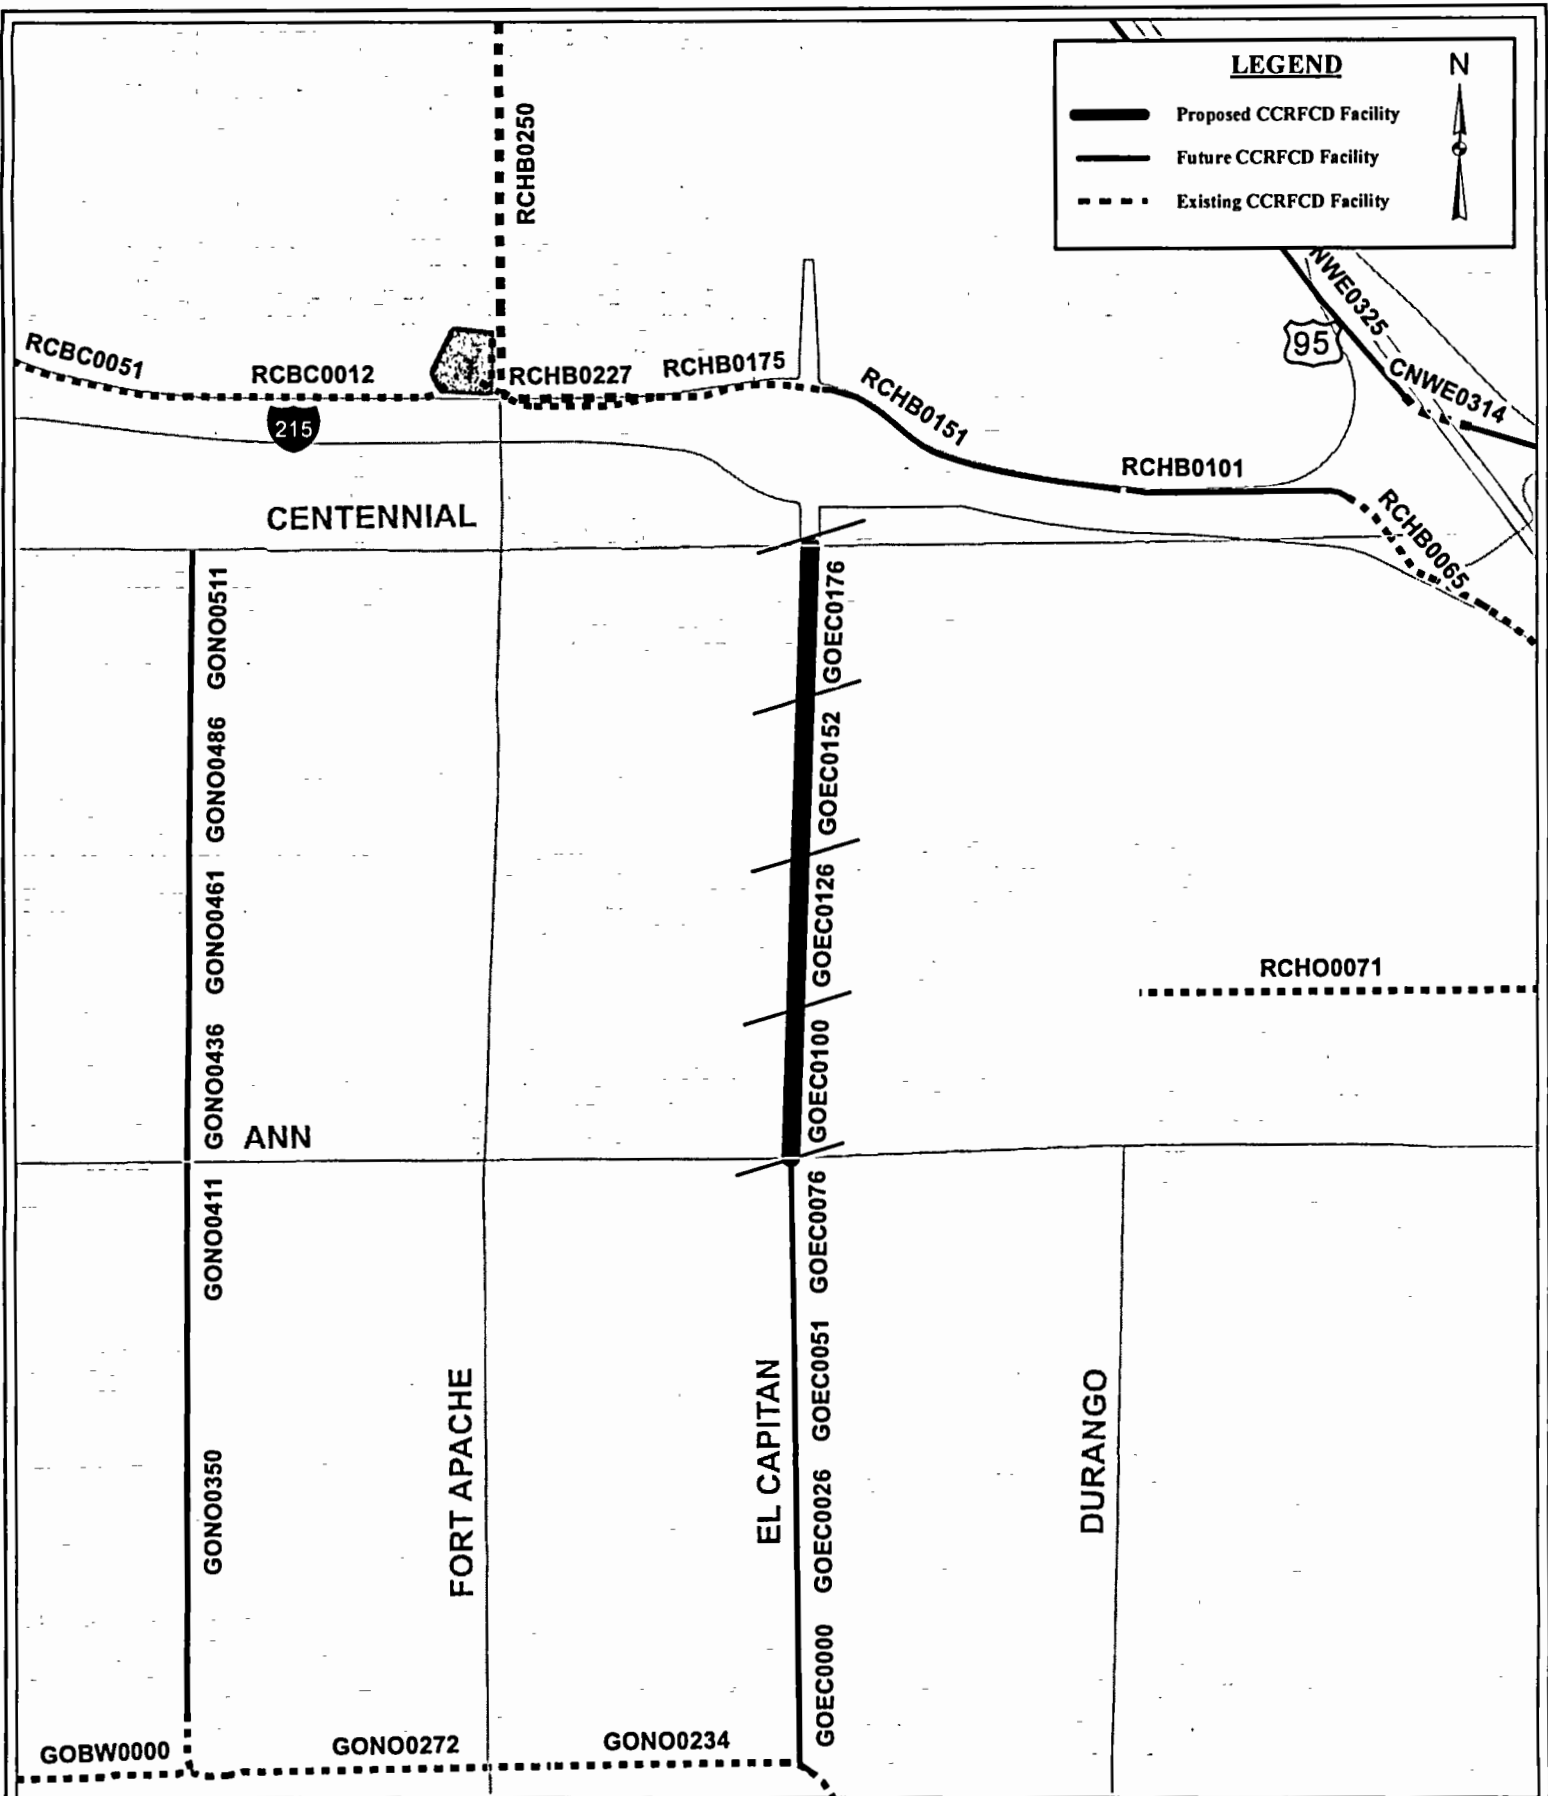 LEGEND
N
Proposed CCRFCD Facility
Future CCRFCD Facility
Existing CCRFCD Facility
RCHB0250
NWE0325
95
RCBC0051
RCBC0012
RCHB0227
RCHB0175
RCHB0151
CNWE0314
215
RCHB0101
RCHB0065
CENTENNIAL
GONO0511
GOEC0176
GONO0486
GOEC0152
GONO0461
GOEC0126
RCHO0071
GONO0436
GOEC0100
ANN
GONO0411
GOEC0076
GOEC0051
FORT APACHE
EL CAPITAN
DURANGO
GONO0350
GOEC0026
GOEC0000
GOBW0000
GONO0272
GONO0234